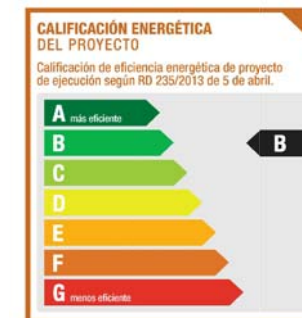 CALIFICACIÓN ENERGÉTICA
DEL PROYECTO
Calificación de eficiencia energética de proyecto
de ejecución según RD 235/2013 de 5 de abril.
A más eficiente
B B
C
D
E
F
G menos eficiente